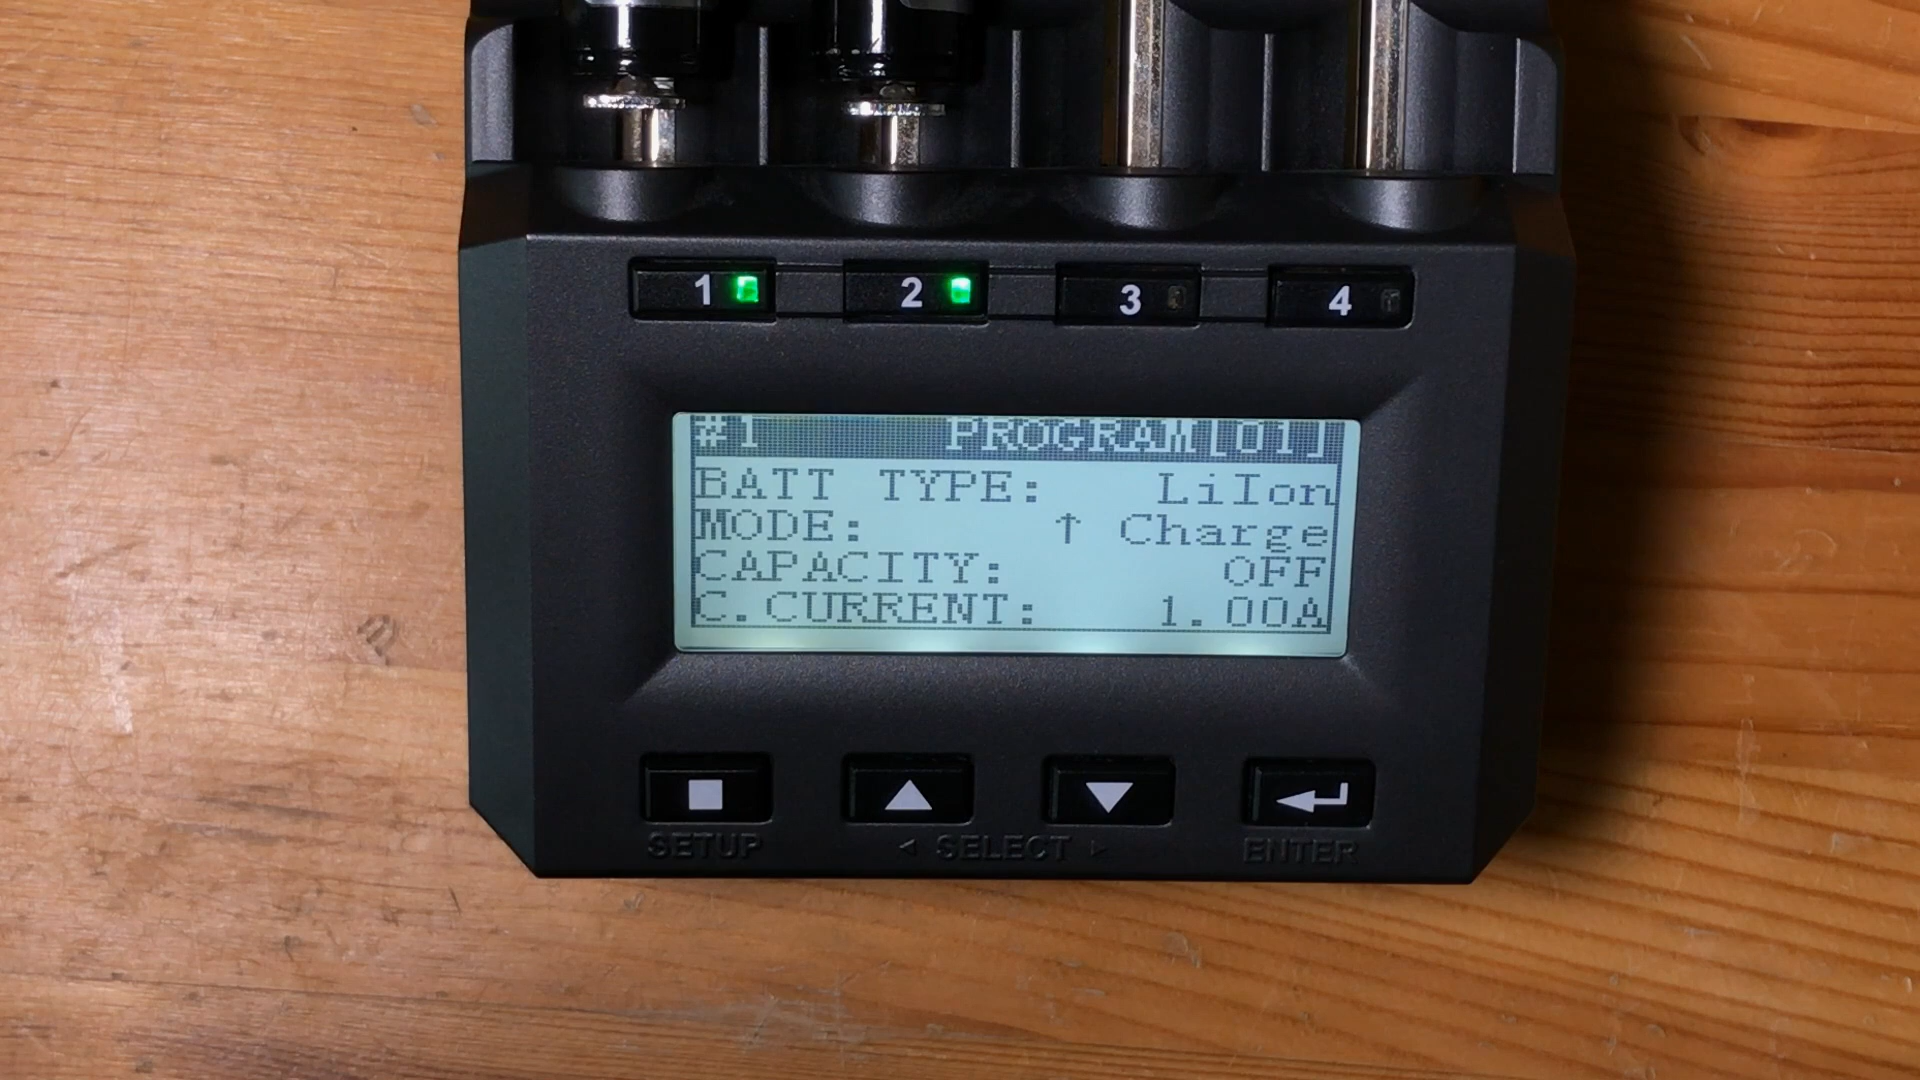 1 2 3 4
#1 PROGRAM[01]
BATT TYPE: LiIon
MODE: ↑ Charge
CAPACITY: OFF
C.CURRENT: 1.00A
SETUP ◁ SELECT ▷ ENTER